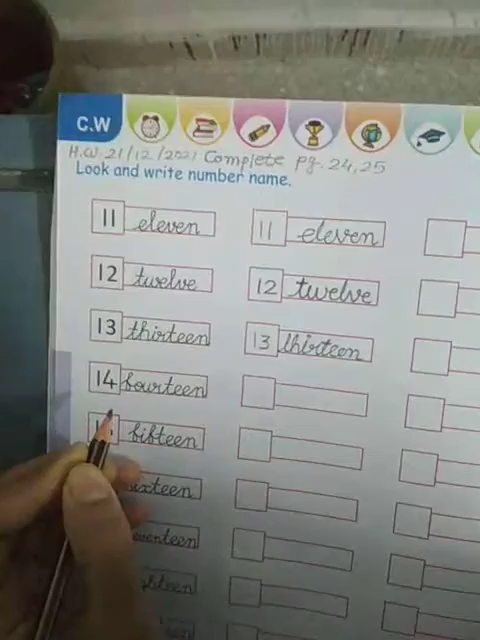 C.W
H.W. 21/12/2021 Complete pg. 24,25
Look and write number name.
11 eleven 11 eleven
12 twelve 12 twelve
13 thirteen 13 thirteen
14 fourteen
fifteen